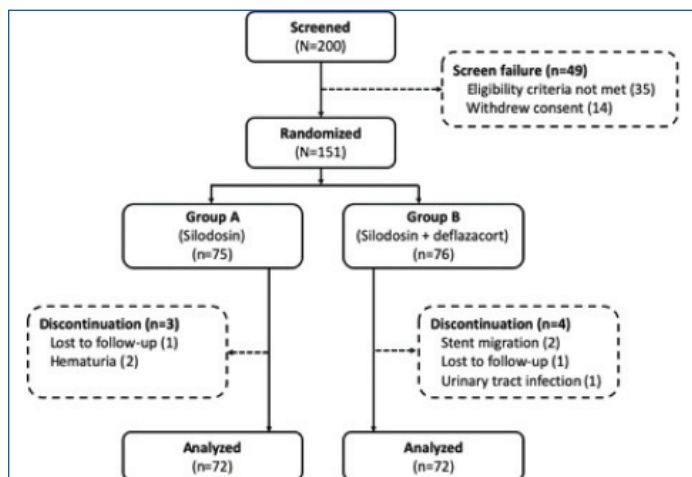 Screened
(N=200)
Screen failure (n=49)
Eligibility criteria not met (35)
Withdrew consent (14)
Randomized
(N=151)
Group A
(Silodosin)
(n=75)
Group B
(Silodosin + deflazacort)
(n=76)
Discontinuation (n=3)
Lost to follow-up (1)
Hematuria (2)
Discontinuation (n=4)
Stent migration (2)
Lost to follow-up (1)
Urinary tract infection (1)
Analyzed
(n=72)
Analyzed
(n=72)